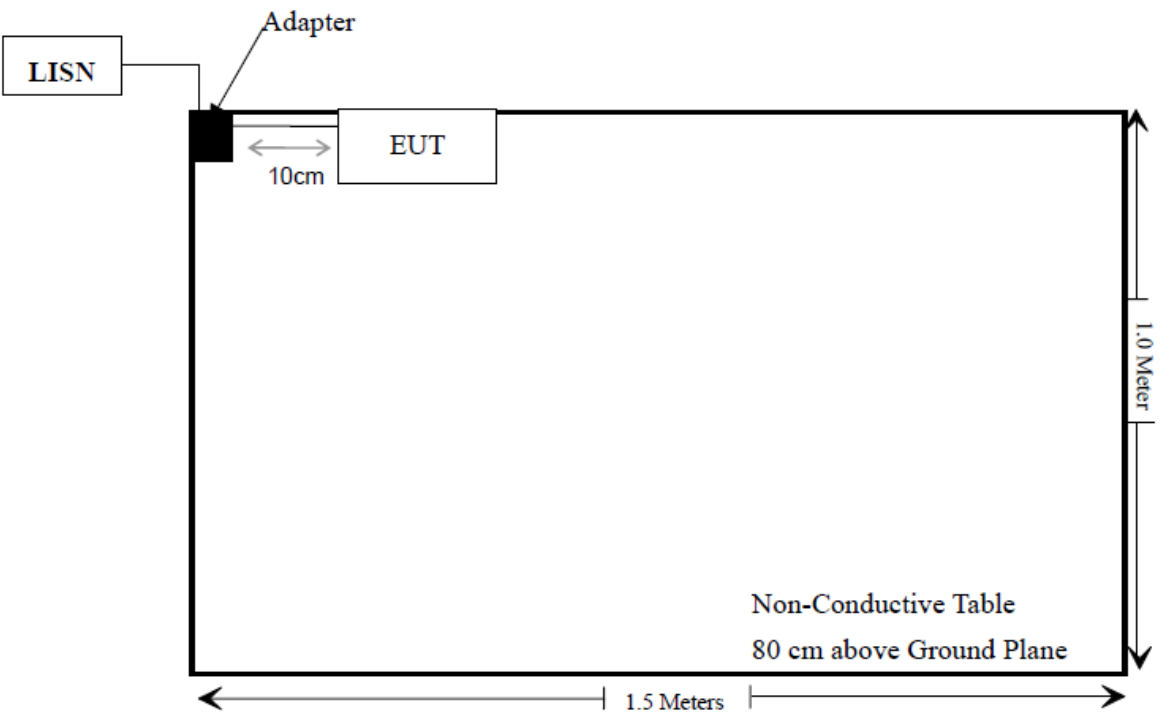 Adapter
LISN
EUT
10cm
1.0 Meter
Non-Conductive Table
80 cm above Ground Plane
1.5 Meters